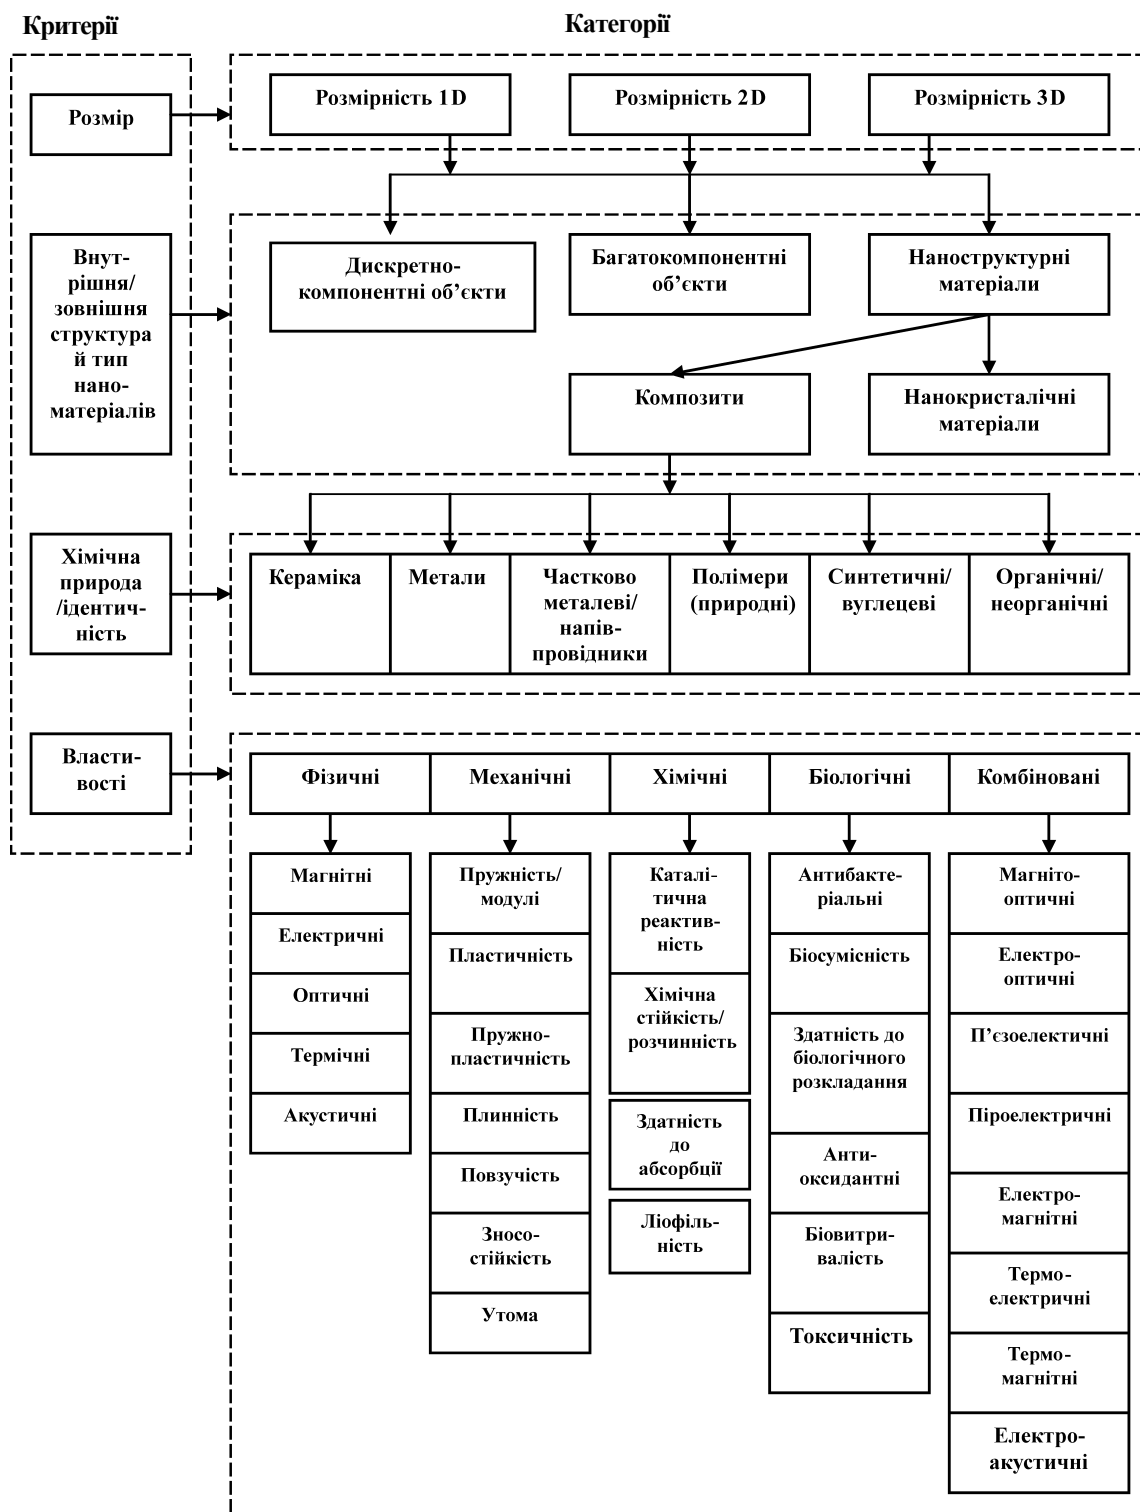 Критерії
Категорії
Розмір
Розмірність 1D
Розмірність 2D
Розмірність 3D
Внут-
рішня/
зовнішня
структура
й тип
нано-
матеріалів
Дискретно-
компонентні об’єкти
Багатокомпонентні
об’єкти
Наноструктурні
матеріали
Композити
Нанокристалічні
матеріали
Хімічна
природа
/ідентич-
ність
Кераміка
Метали
Частково
металеві/
напів-
провідники
Полімери
(природні)
Синтетичні/
вуглецеві
Органічні/
неорганічні
Власти-
вості
Фізичні
Механічні
Хімічні
Біологічні
Комбіновані
Магнітні
Електричні
Оптичні
Термічні
Акустичні
Пружність/
модулі
Пластичність
Пружно-
пластичність
Плинність
Повзучість
Зносо-
стійкість
Утома
Каталі-
тична
реактив-
ність
Хімічна
стійкість/
розчинність
Здатність
до
абсорбції
Ліофіль-
ність
Антибакте-
ріальні
Біосумісність
Здатність до
біологічного
розкладання
Анти-
оксидантні
Біовитри-
валість
Токсичність
Магніто-
оптичні
Електро-
оптичні
П’єзоелектичні
Піроелектричні
Електро-
магнітні
Термо-
електричні
Термо-
магнітні
Електро-
акустичні